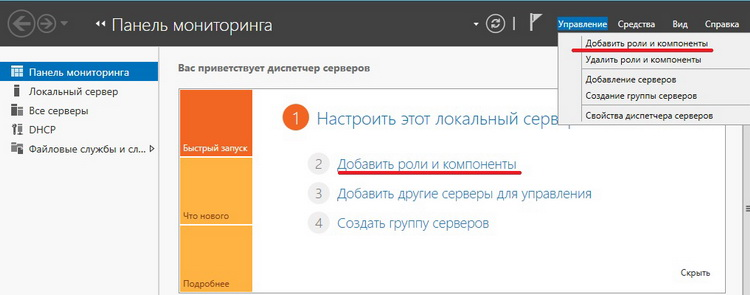 Панель мониторинга
Управление Средства Вид Справка
Добавить роли и компоненты
Удалить роли и компоненты
Добавление серверов
Создание группы серверов
Свойства диспетчера серверов
Панель мониторинга
Локальный сервер
Все серверы
DHCP
Файловые службы и сл...
Вас приветствует диспетчер серверов
Быстрый запуск
Что нового
Подробнее
1 Настроить этот локальный серв
2 Добавить роли и компоненты
3 Добавить другие серверы для управления
4 Создать группу серверов
Скрыть